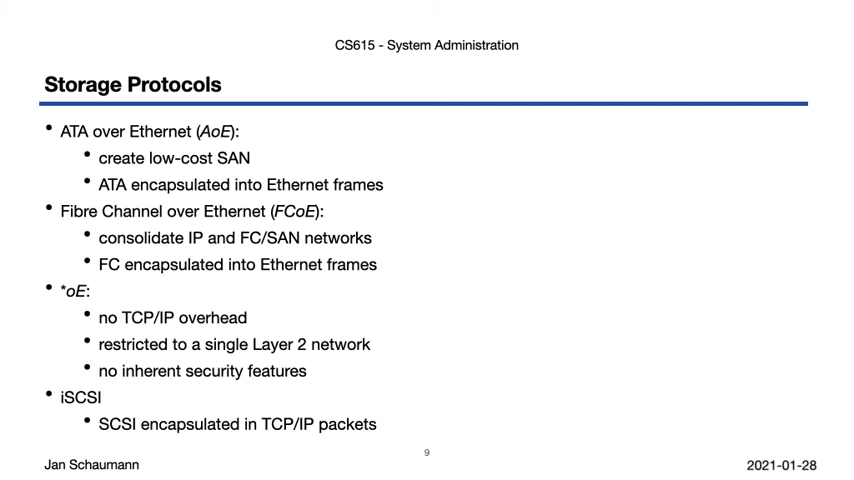 CS615 - System Administration
Storage Protocols
• ATA over Ethernet (AoE):
• create low-cost SAN
• ATA encapsulated into Ethernet frames
• Fibre Channel over Ethernet (FCoE):
• consolidate IP and FC/SAN networks
• FC encapsulated into Ethernet frames
• *oE:
• no TCP/IP overhead
• restricted to a single Layer 2 network
• no inherent security features
• iSCSI
• SCSI encapsulated in TCP/IP packets
9
Jan Schaumann 2021-01-28